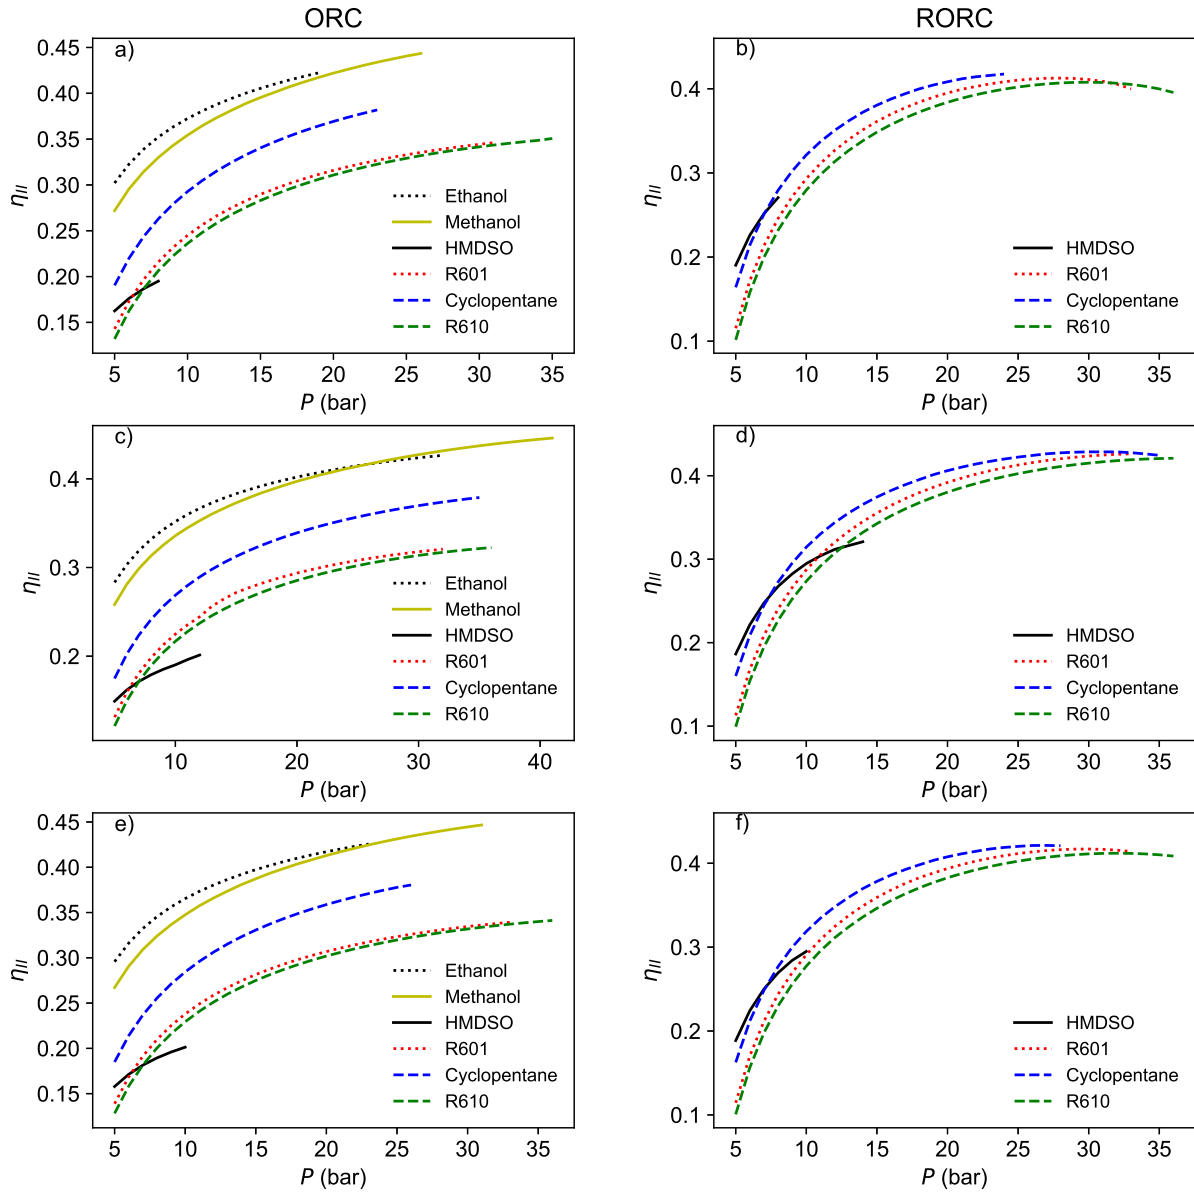 ORC
RORC
a)
0.45
0.40
0.35
0.30
0.25
0.20
0.15
η_II
5 10 15 20 25 30 35
P (bar)
Ethanol
Methanol
HMDSO
R601
Cyclopentane
R610
b)
0.4
0.3
0.2
0.1
η_II
5 10 15 20 25 30 35
P (bar)
HMDSO
R601
Cyclopentane
R610
c)
0.4
0.3
0.2
η_II
10 20 30 40
P (bar)
Ethanol
Methanol
HMDSO
R601
Cyclopentane
R610
d)
0.4
0.3
0.2
0.1
η_II
5 10 15 20 25 30 35
P (bar)
HMDSO
R601
Cyclopentane
R610
e)
0.45
0.40
0.35
0.30
0.25
0.20
0.15
η_II
5 10 15 20 25 30 35
P (bar)
Ethanol
Methanol
HMDSO
R601
Cyclopentane
R610
f)
0.4
0.3
0.2
0.1
η_II
5 10 15 20 25 30 35
P (bar)
HMDSO
R601
Cyclopentane
R610